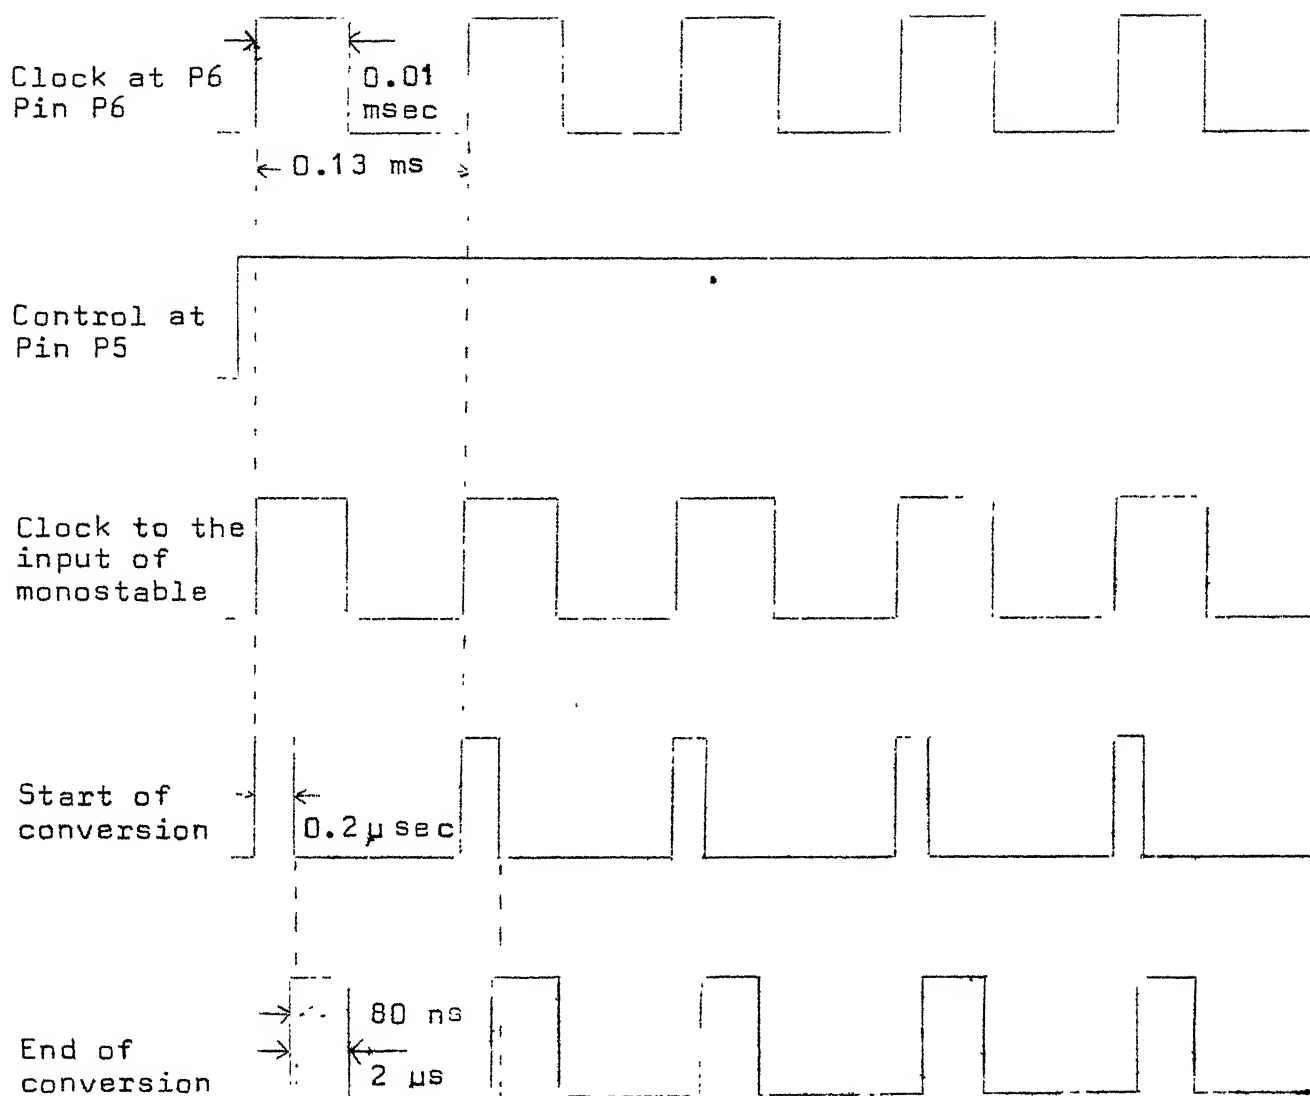 Clock at P6
Pin P6
0.01
msec
0.13 ms
Control at
Pin P5
Clock to the
input of
monostable
Start of
conversion
0.2μsec
80 ns
End of
conversion
2 μs